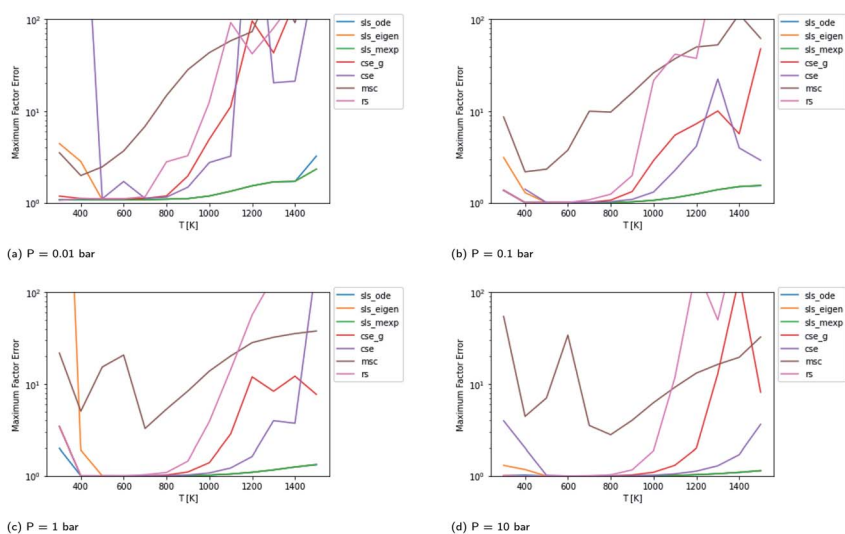 10²
10¹
10⁰
Maximum Factor Error
400 600 800 1000 1200 1400
T [K]
sls_ode
sls_eigen
sls_mexp
cse_g
cse
msc
rs
(a) P = 0.01 bar
10²
10¹
10⁰
Maximum Factor Error
400 600 800 1000 1200 1400
T [K]
sls_ode
sls_eigen
sls_mexp
cse_g
cse
msc
rs
(b) P = 0.1 bar
10²
10¹
10⁰
Maximum Factor Error
400 600 800 1000 1200 1400
T [K]
sls_ode
sls_eigen
sls_mexp
cse_g
cse
msc
rs
(c) P = 1 bar
10²
10¹
10⁰
Maximum Factor Error
400 600 800 1000 1200 1400
T [K]
sls_ode
sls_eigen
sls_mexp
cse_g
cse
msc
rs
(d) P = 10 bar